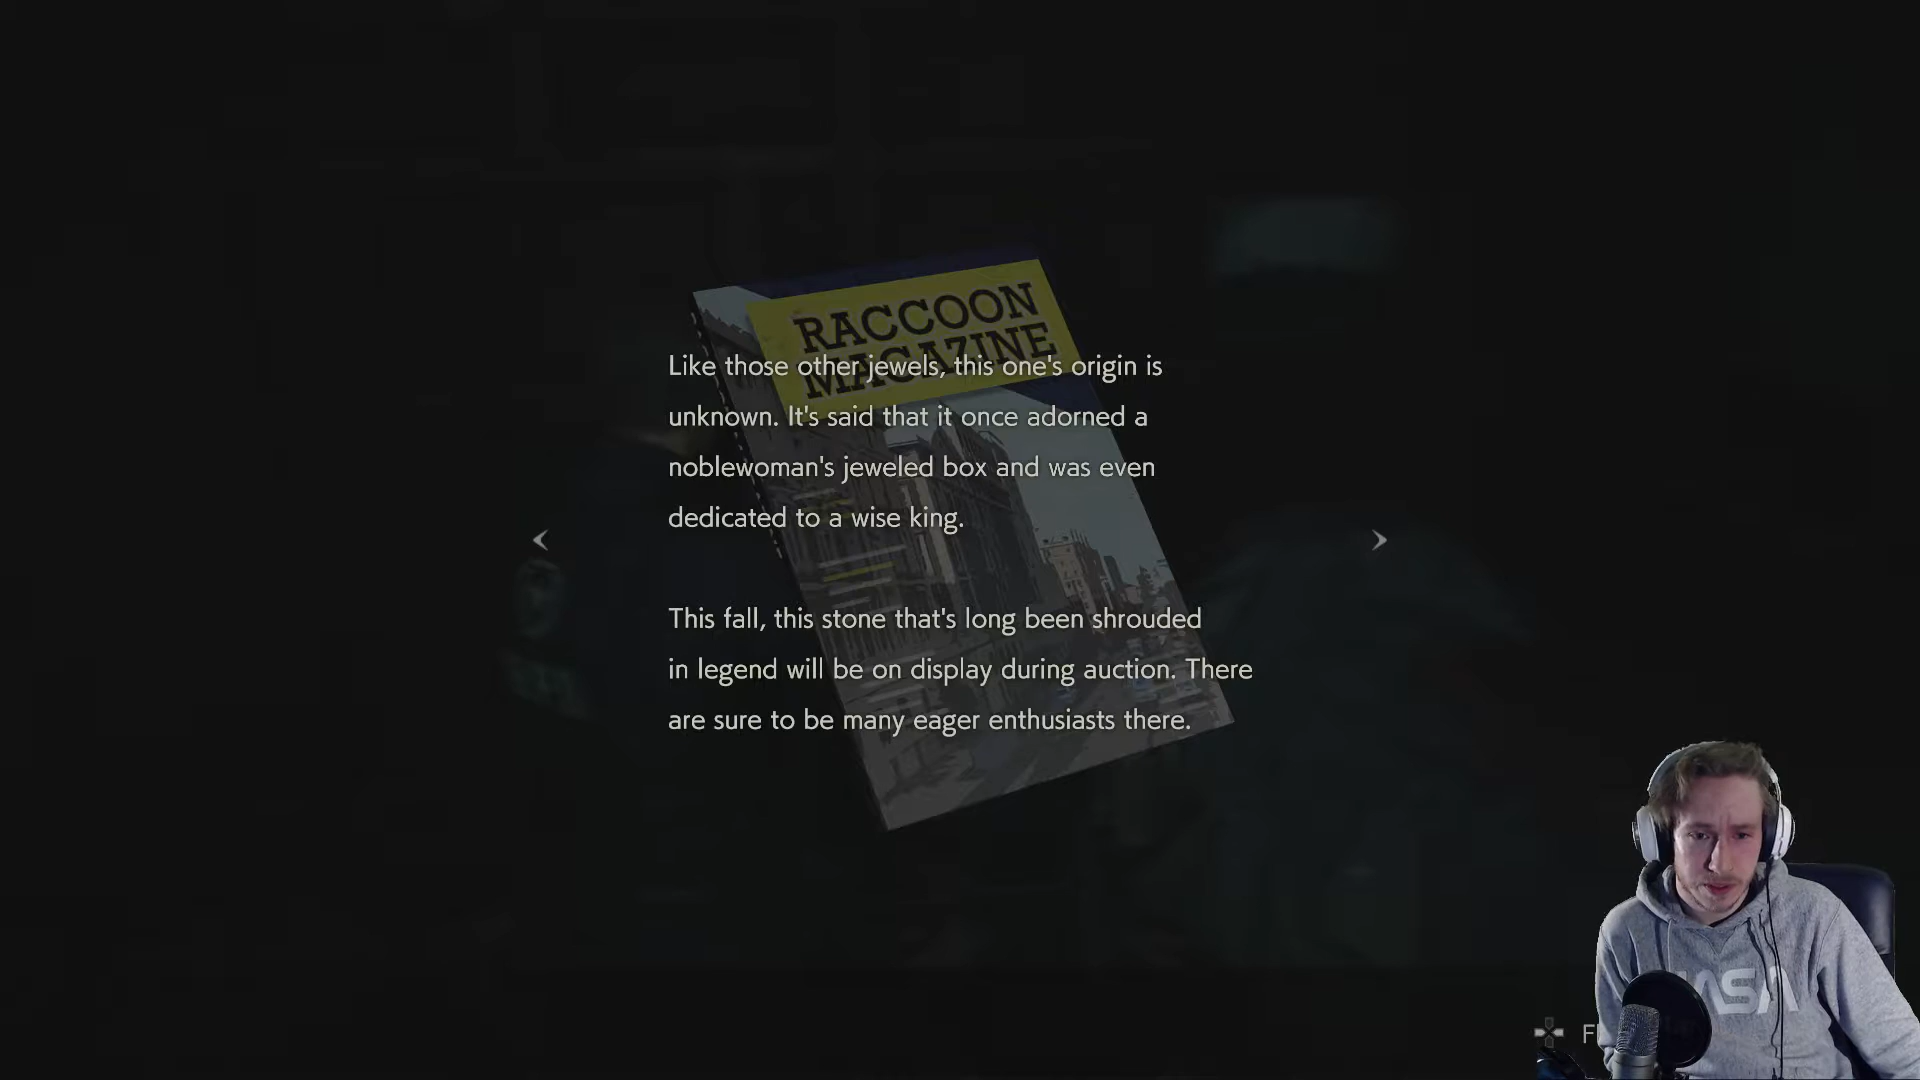 RACCOON
MAGAZINE
Like those other jewels, this one's origin is
unknown. It's said that it once adorned a
noblewoman's jeweled box and was even
dedicated to a wise king.
This fall, this stone that's long been shrouded
in legend will be on display during auction. There
are sure to be many eager enthusiasts there.
NASA